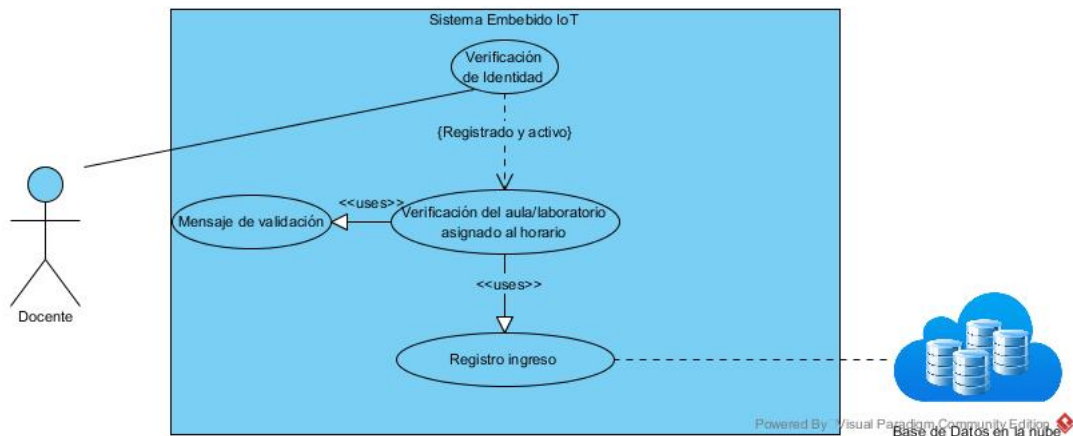 Sistema Embebido IoT
Verificación
de Identidad
{Registrado y activo}
<<uses>>
Mensaje de validación
Verificación del aula/laboratorio
asignado al horario
Docente
<<uses>>
Registro ingreso
Powered By Visual Paradigm Community Edition
Base de Datos en la nube